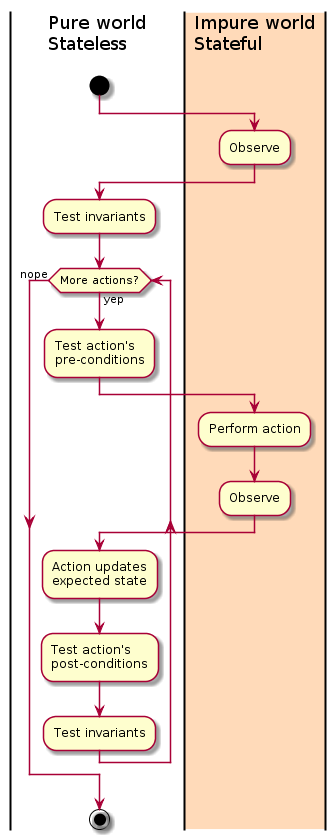 Pure world
Stateless
Impure world
Stateful
Observe
Test invariants
nope
More actions?
yep
Test action's
pre-conditions
Perform action
Observe
Action updates
expected state
Test action's
post-conditions
Test invariants